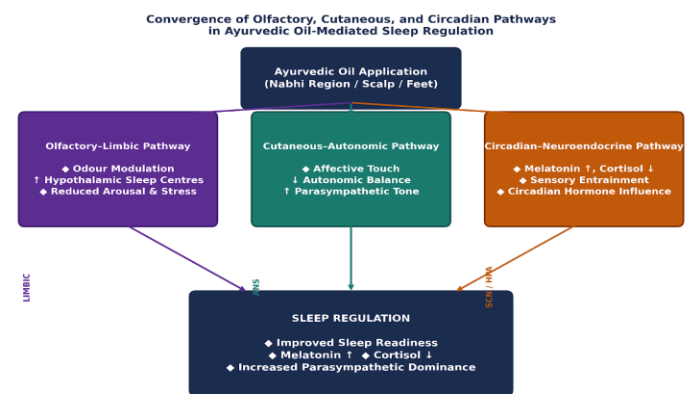 Convergence of Olfactory, Cutaneous, and Circadian Pathways
in Ayurvedic Oil-Mediated Sleep Regulation
Ayurvedic Oil Application
(Nabhi Region / Scalp / Feet)
Olfactory–Limbic Pathway
◆ Odour Modulation
↑ Hypothalamic Sleep Centres
◆ Reduced Arousal & Stress
Cutaneous–Autonomic Pathway
◆ Affective Touch
↓ Autonomic Balance
↑ Parasympathetic Tone
Circadian–Neuroendocrine Pathway
◆ Melatonin ↑, Cortisol ↓
◆ Sensory Entrainment
◆ Circadian Hormone Influence
LIMBIC
ANS
SCN / HPA
SLEEP REGULATION
◆ Improved Sleep Readiness
◆ Melatonin ↑ ◆ Cortisol ↓
◆ Increased Parasympathetic Dominance